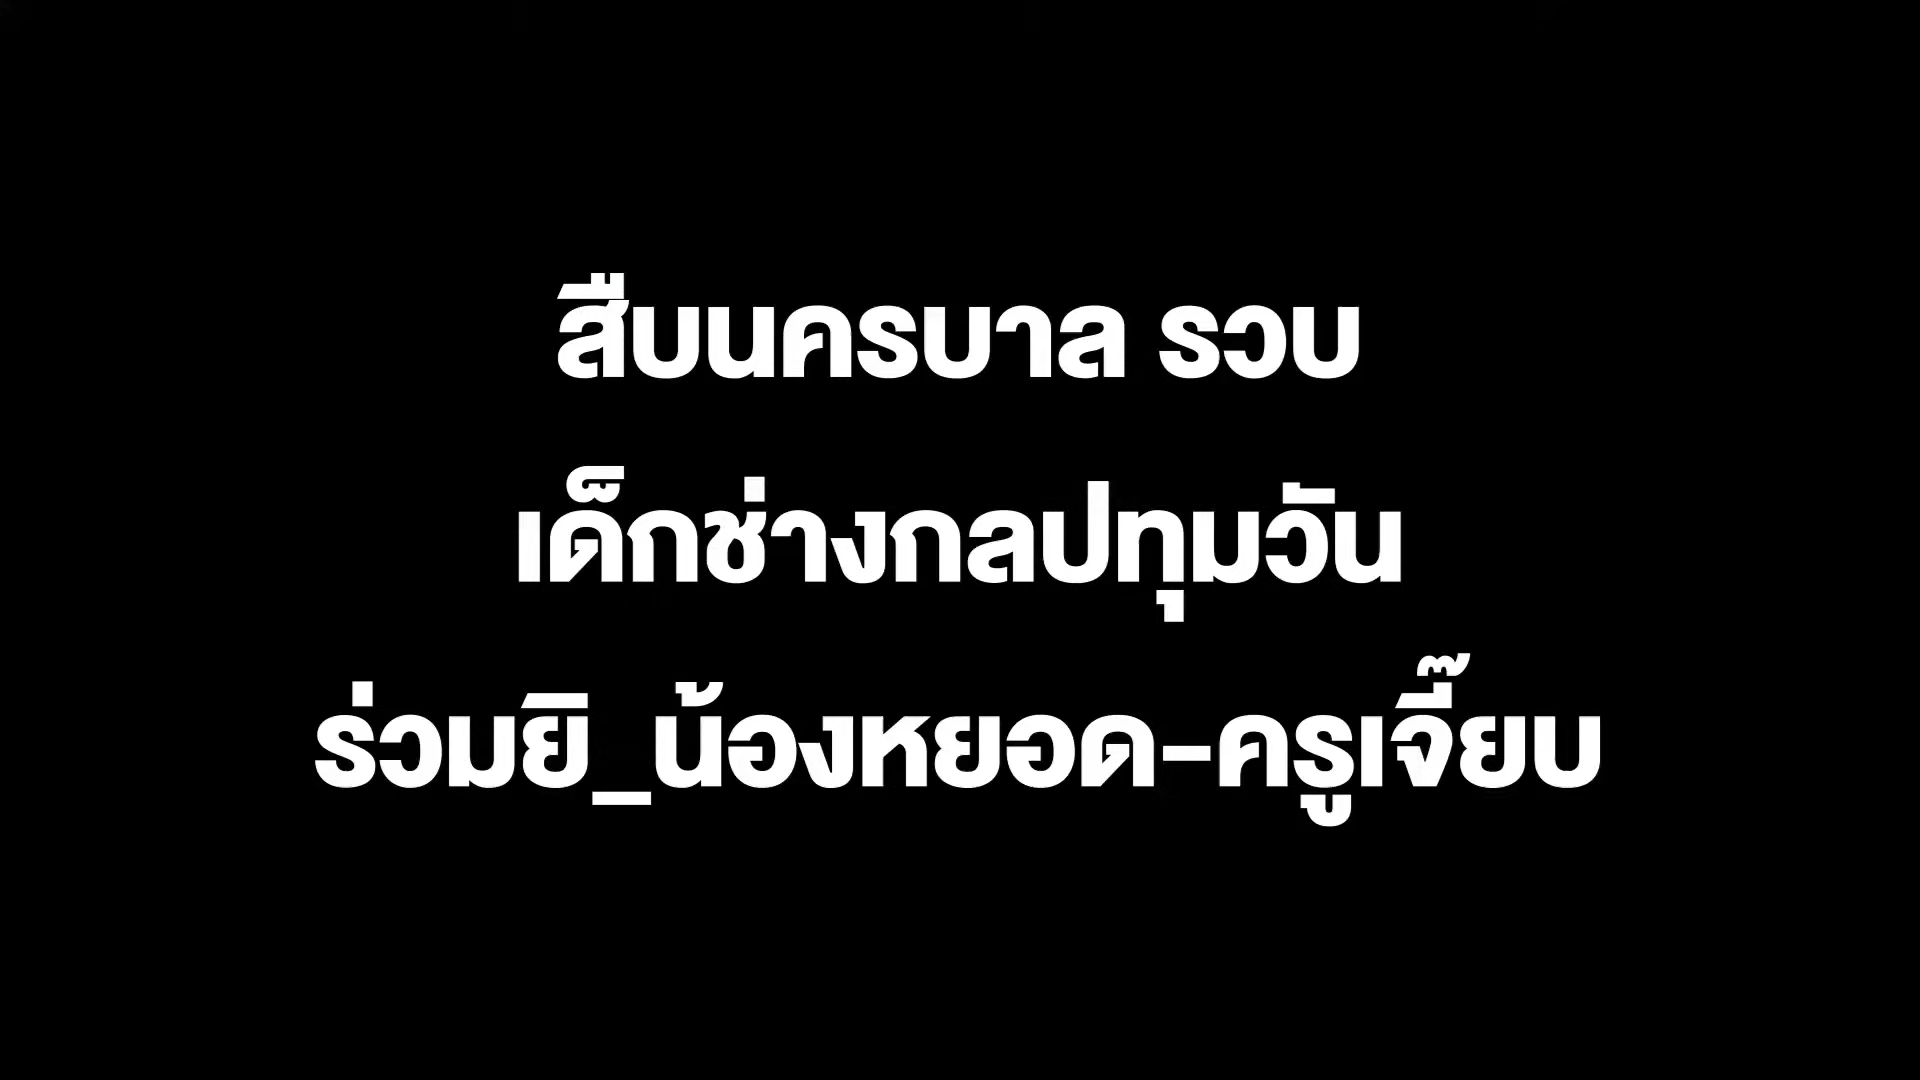 สืบนครบาล รวบ
เด็กช่างกลปทุมวัน
ร่วมยิ_น้องหยอด-ครูเจี๊ยบ